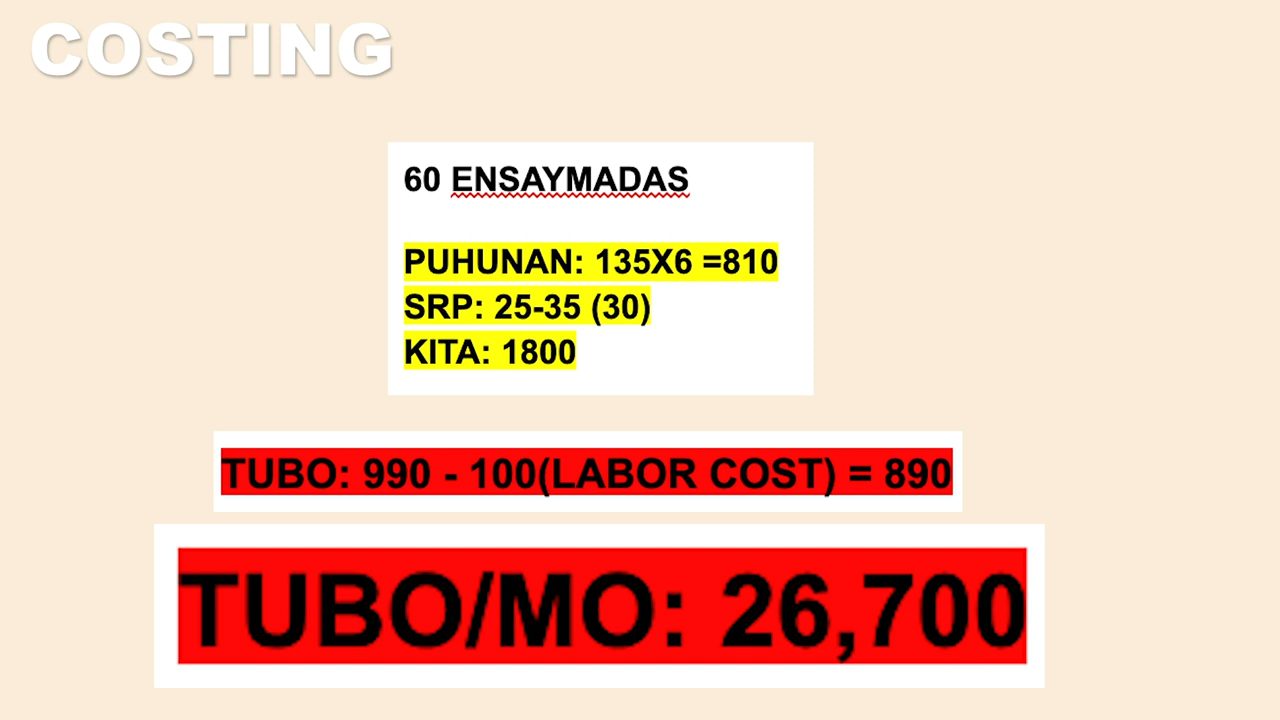 COSTING
60 ENSAYMADAS
PUHUNAN: 135X6 =810
SRP: 25-35 (30)
KITA: 1800
TUBO: 990 - 100(LABOR COST) = 890
TUBO/MO: 26,700